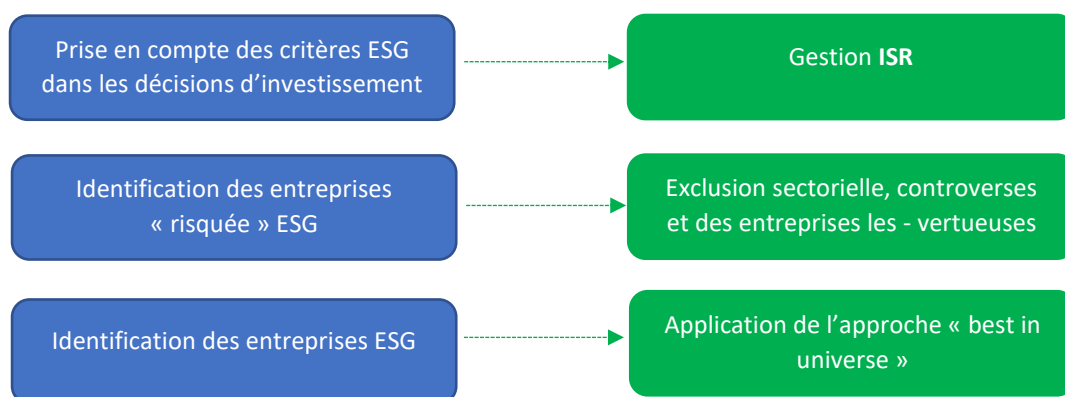 Prise en compte des critères ESG
dans les décisions d'investissement
Gestion ISR
Identification des entreprises
« risquée » ESG
Exclusion sectorielle, controverses
et des entreprises les - vertueuses
Identification des entreprises ESG
Application de l'approche « best in
universe »